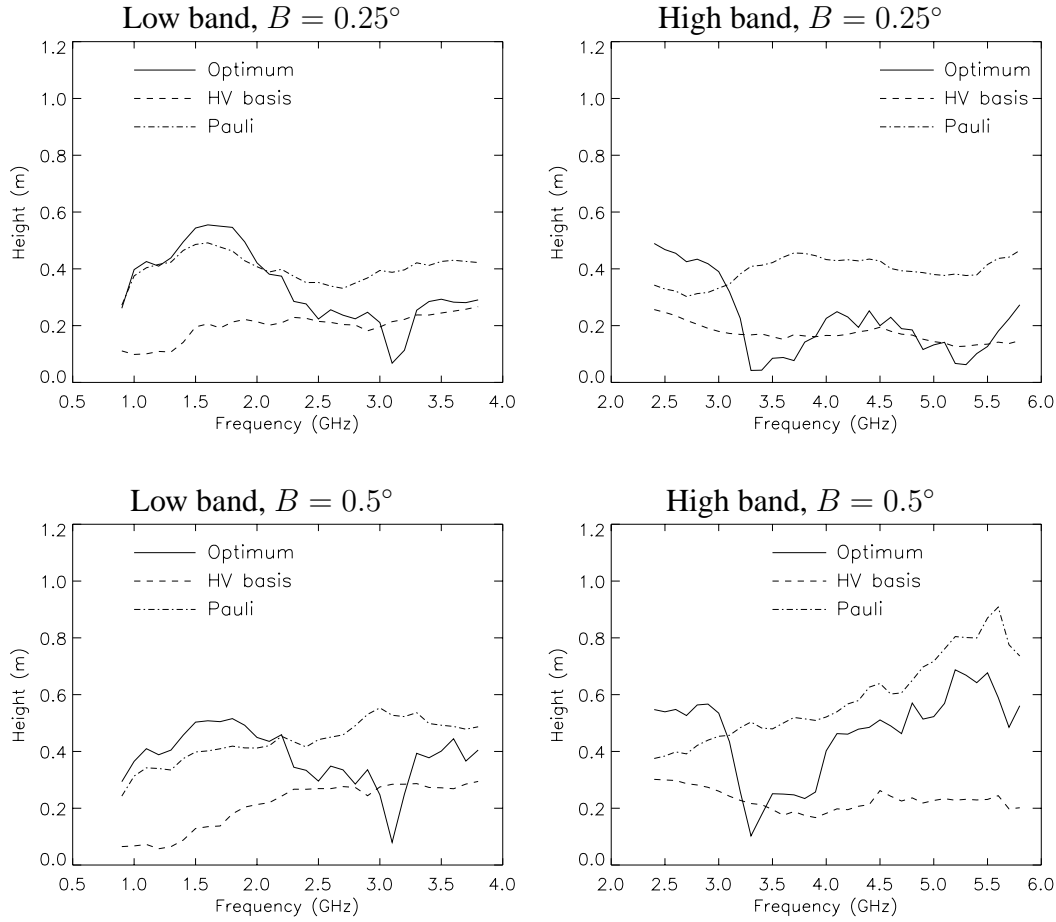 Low band, B = 0.25°
1.2
1.0
0.8
0.6
0.4
0.2
0.0
Height (m)
Optimum
HV basis
Pauli
0.5 1.0 1.5 2.0 2.5 3.0 3.5 4.0
Frequency (GHz)
High band, B = 0.25°
1.2
1.0
0.8
0.6
0.4
0.2
0.0
Height (m)
Optimum
HV basis
Pauli
2.0 2.5 3.0 3.5 4.0 4.5 5.0 5.5 6.0
Frequency (GHz)
Low band, B = 0.5°
1.2
1.0
0.8
0.6
0.4
0.2
0.0
Height (m)
Optimum
HV basis
Pauli
0.5 1.0 1.5 2.0 2.5 3.0 3.5 4.0
Frequency (GHz)
High band, B = 0.5°
1.2
1.0
0.8
0.6
0.4
0.2
0.0
Height (m)
Optimum
HV basis
Pauli
2.0 2.5 3.0 3.5 4.0 4.5 5.0 5.5 6.0
Frequency (GHz)